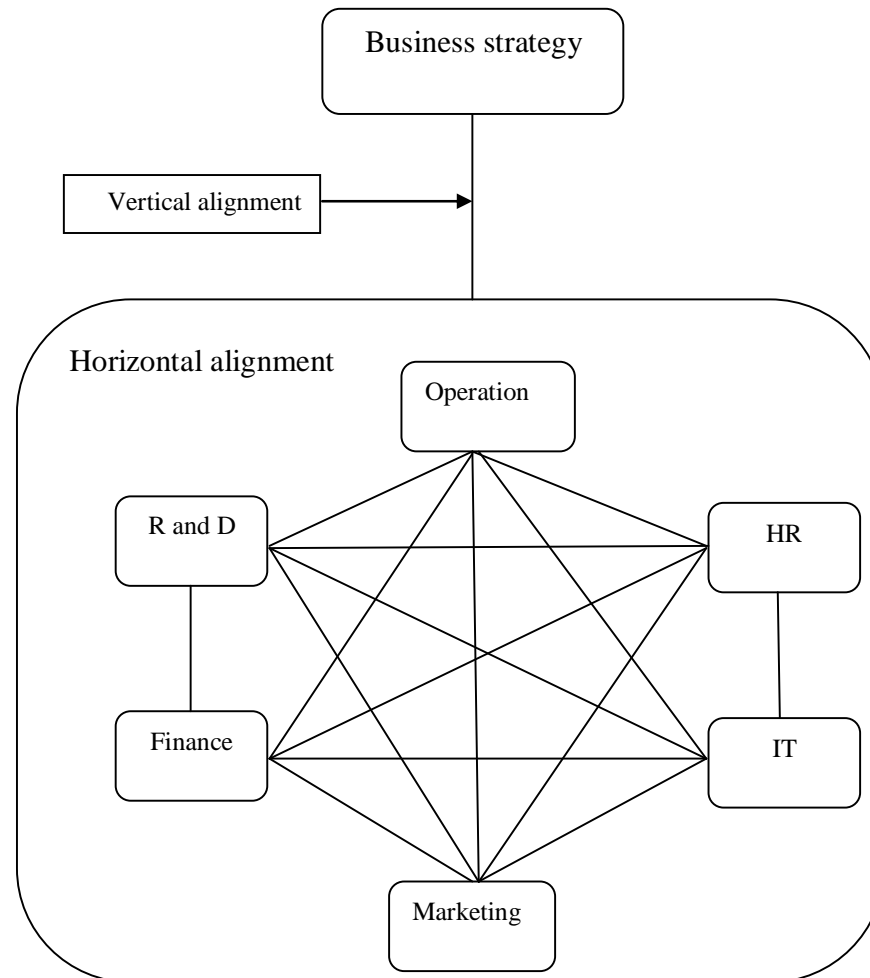 Business strategy
Vertical alignment
Horizontal alignment
Operation
R and D
HR
Finance
IT
Marketing